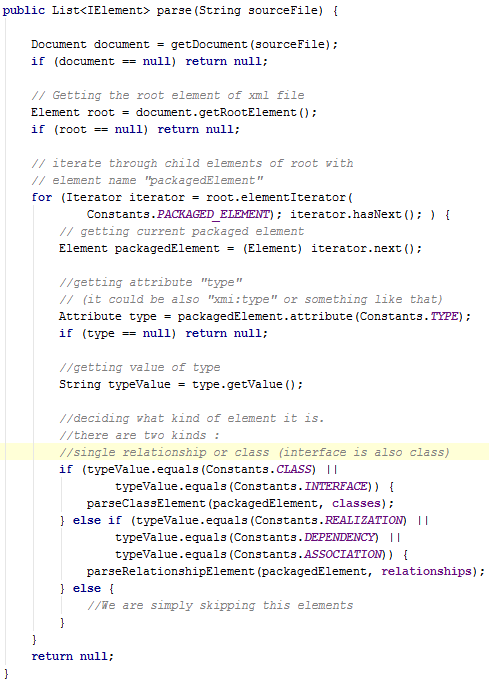 public List<IElement> parse(String sourceFile) {
Document document = getDocument(sourceFile);
if (document == null) return null;
// Getting the root element of xml file
Element root = document.getRootElement();
if (root == null) return null;
// iterate through child elements of root with
// element name "packagedElement"
for (Iterator iterator = root.elementIterator(
Constants.PACKAGED_ELEMENT); iterator.hasNext(); ) {
// getting current packaged element
Element packagedElement = (Element) iterator.next();
//getting attribute "type"
// (it could be also "xmi:type" or something like that)
Attribute type = packagedElement.attribute(Constants.TYPE);
if (type == null) return null;
//getting value of type
String typeValue = type.getValue();
//deciding what kind of element it is.
//there are two kinds :
//single relationship or class (interface is also class)
if (typeValue.equals(Constants.CLASS) ||
typeValue.equals(Constants.INTERFACE)) {
parseClassElement(packagedElement, classes);
} else if (typeValue.equals(Constants.REALIZATION) ||
typeValue.equals(Constants.DEPENDENCY) ||
typeValue.equals(Constants.ASSOCIATION)) {
parseRelationshipElement(packagedElement, relationships);
} else {
//We are simply skipping this elements
}
}
return null;
}